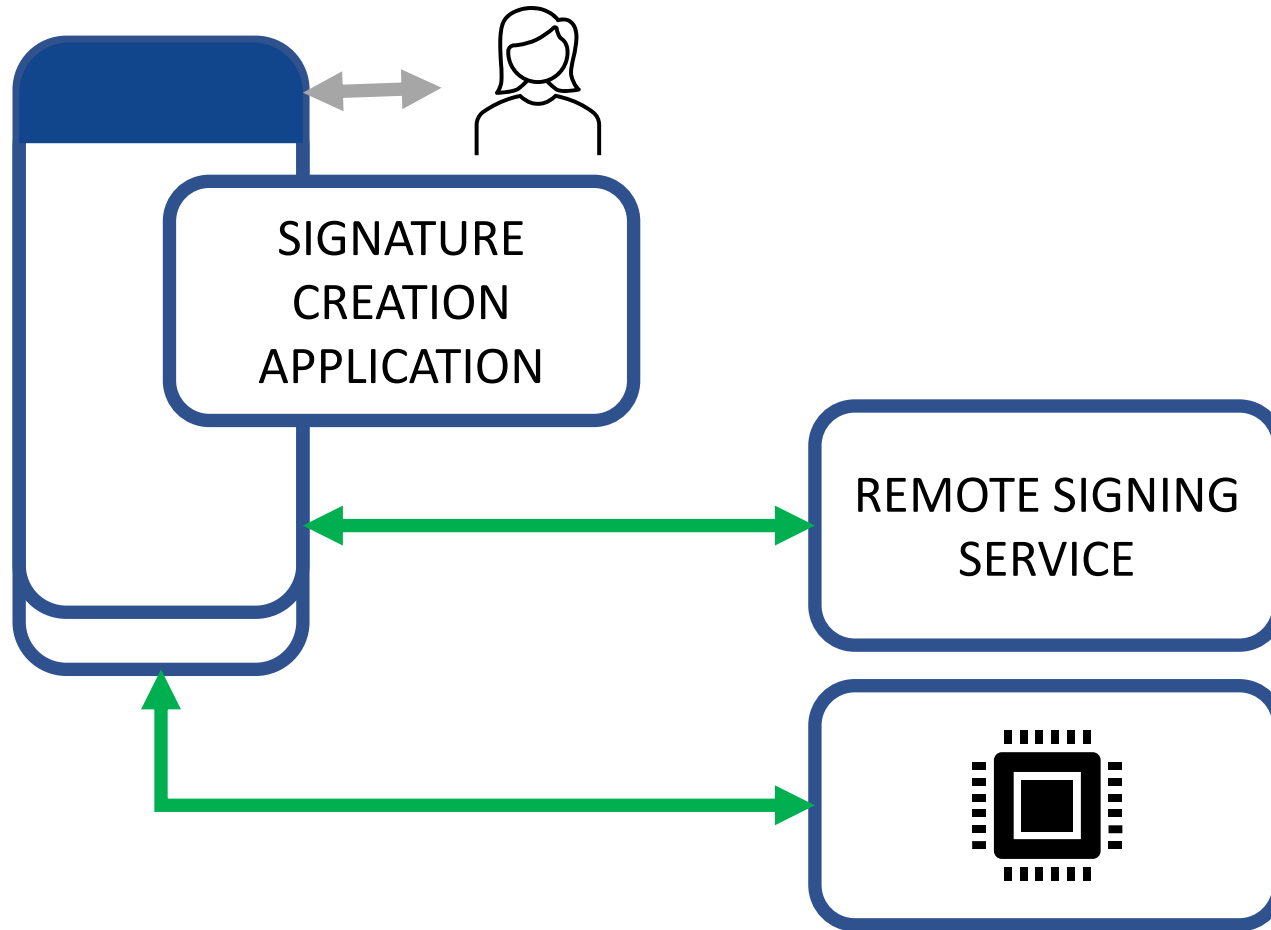 SIGNATURE
CREATION
APPLICATION
REMOTE SIGNING
SERVICE